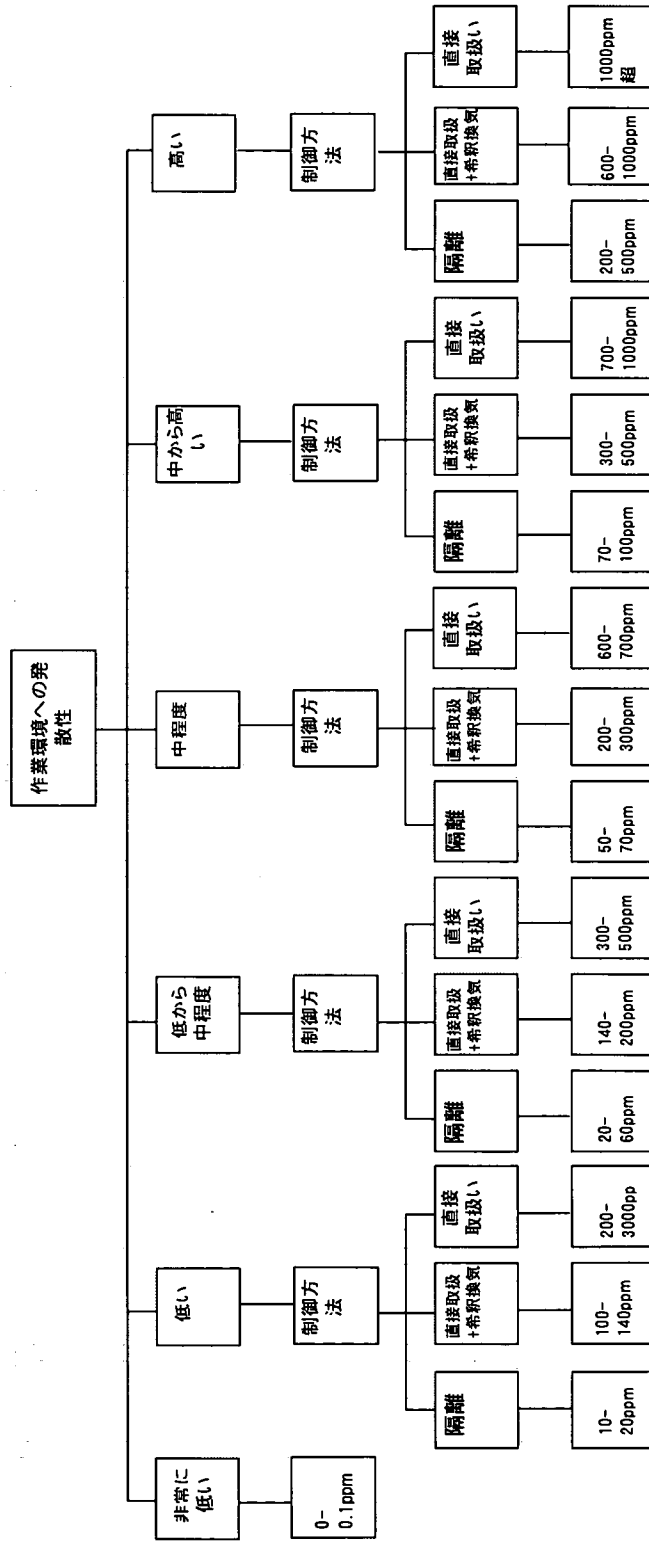 作業環境への発
散性
非常に
低い
低い
低から
中程度
中程度
中から高
い
高い
0-
0.1ppm
制御方
法
制御方
法
制御方
法
制御方
法
制御方
法
隔離
直接取扱
+希釈換気
直接
取扱い
隔離
直接取扱
+希釈換気
直接
取扱い
隔離
直接取扱
+希釈換気
直接
取扱い
隔離
直接取扱
+希釈換気
直接
取扱い
隔離
直接取扱
+希釈換気
直接
取扱い
10-
20ppm
100-
140ppm
200-
3000pp
20-
60ppm
140-
200ppm
300-
500ppm
50-
70ppm
200-
300ppm
600-
700ppm
70-
100ppm
300-
500ppm
700-
1000ppm
200-
500ppm
600-
1000ppm
1000ppm
超